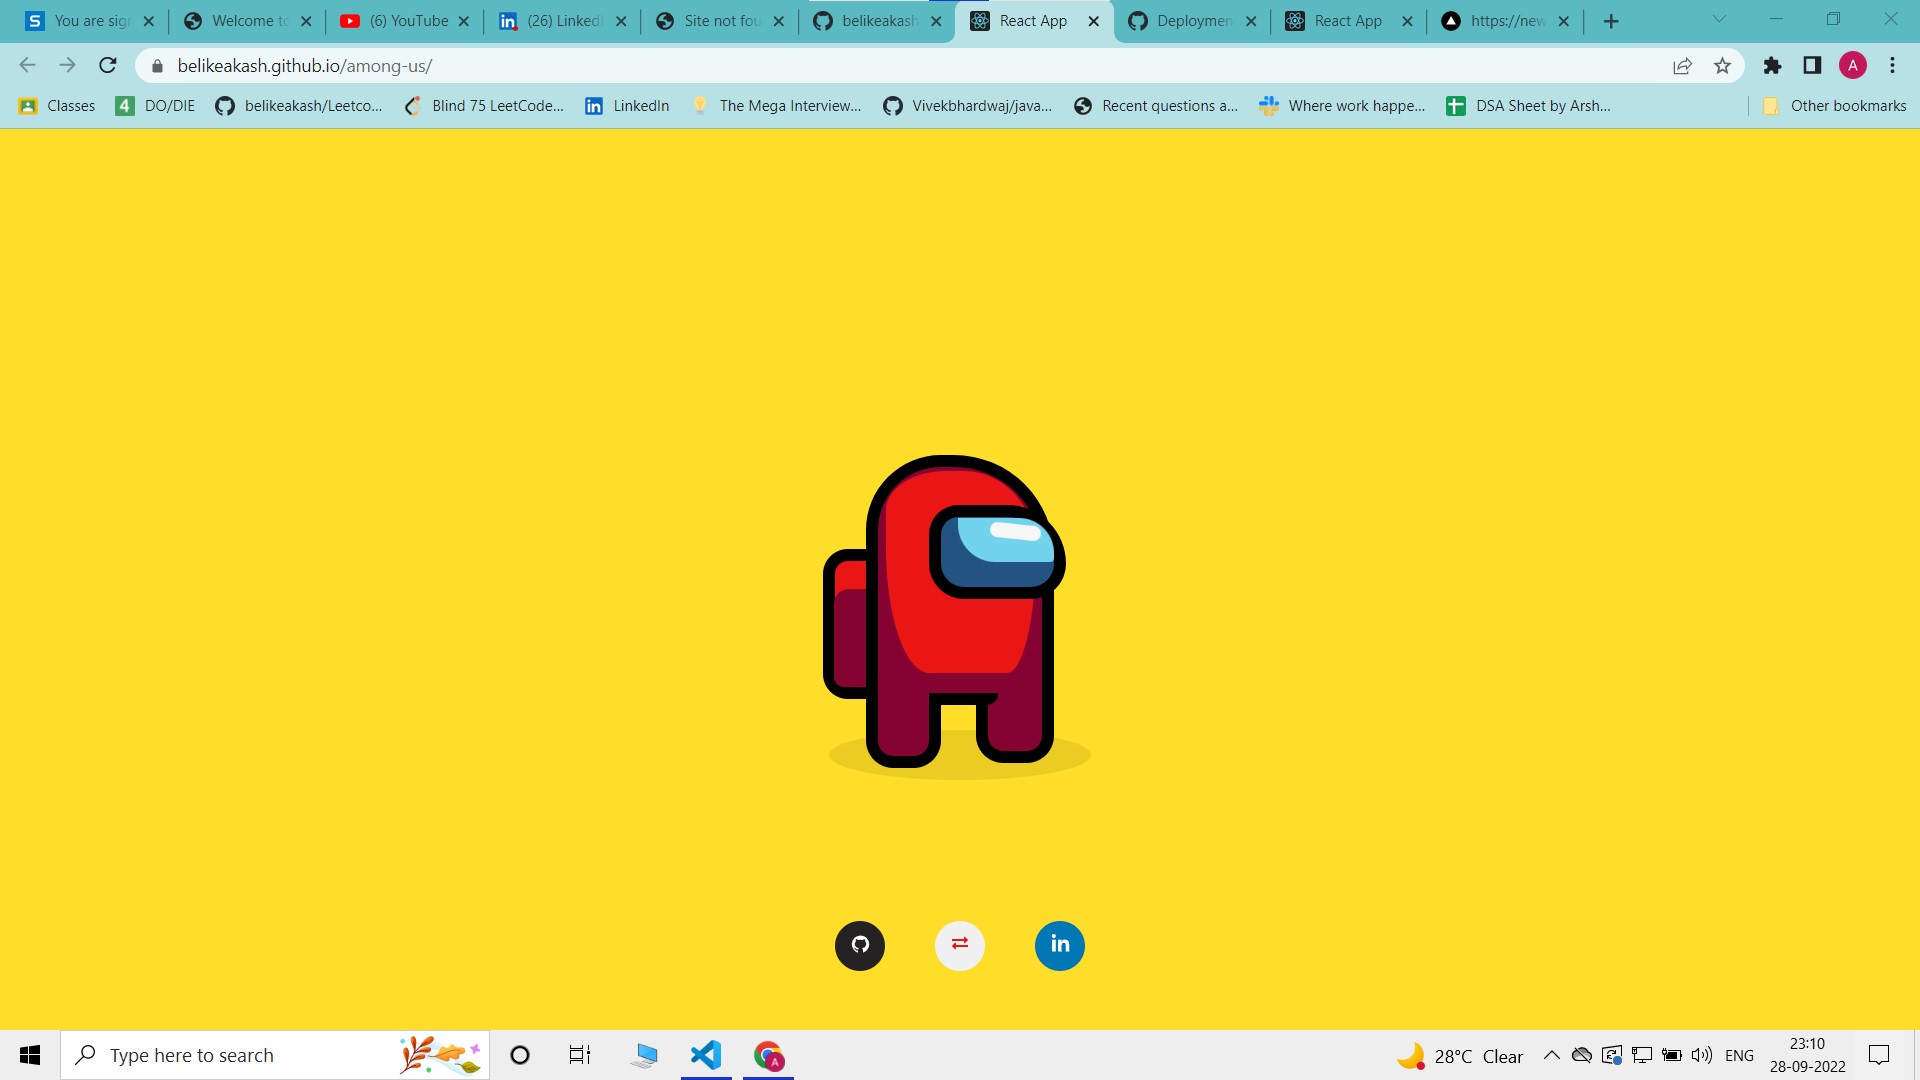 You are sig
Welcome to
(6) YouTube
(26) Linked
Site not fou
belikeakash
React App
Deploymen
React App
https://new
belikeakash.github.io/among-us/
A
Classes
4 DO/DIE
belikeakash/Leetco...
Blind 75 LeetCode...
LinkedIn
The Mega Interview...
Vivekbhardwaj/java...
Recent questions a...
Where work happe...
DSA Sheet by Arsh...
Other bookmarks
in
Type here to search
A
28°C Clear
ENG
23:10
28-09-2022